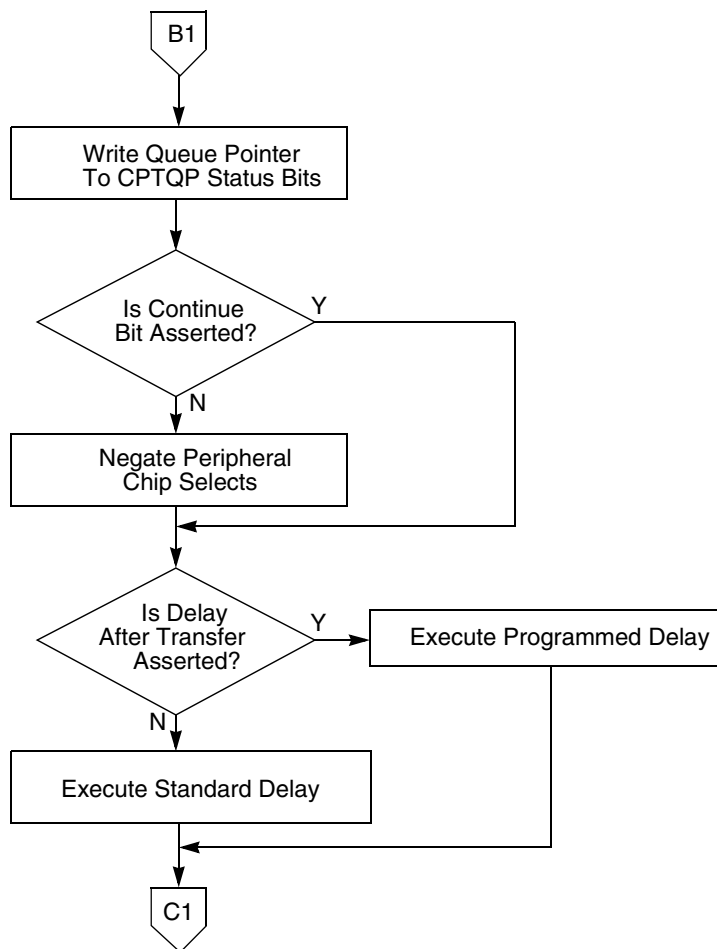 B1
Write Queue Pointer
To CPTQP Status Bits
Is Continue
Bit Asserted?
Y
N
Negate Peripheral
Chip Selects
Is Delay
After Transfer
Asserted?
Y
Execute Programmed Delay
N
Execute Standard Delay
C1